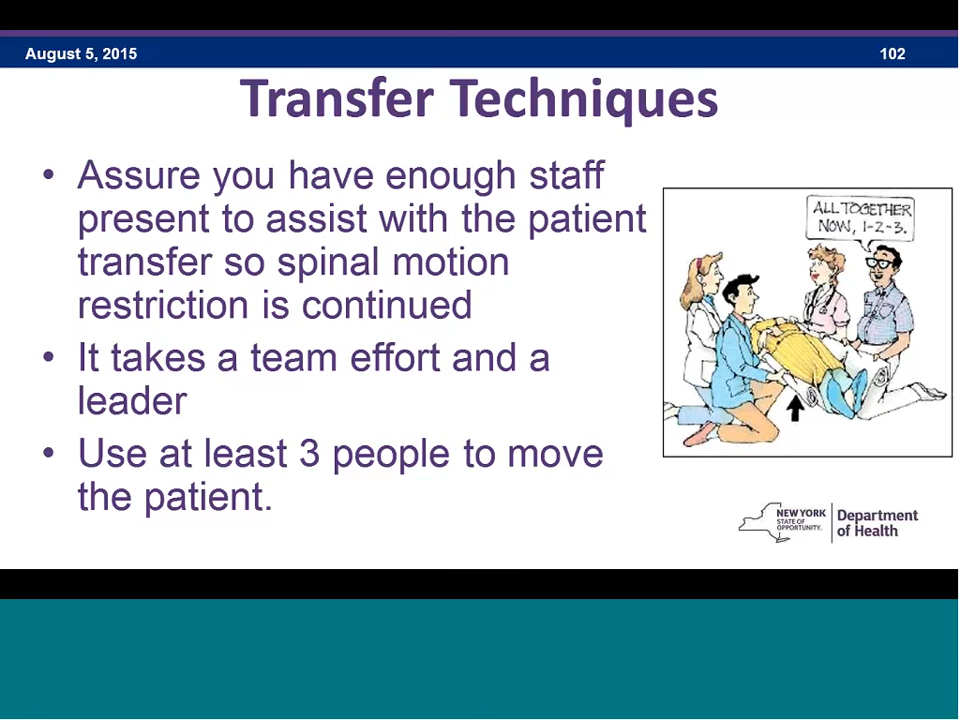 August 5, 2015 102
Transfer Techniques
• Assure you have enough staff
present to assist with the patient
transfer so spinal motion
restriction is continued
• It takes a team effort and a
leader
• Use at least 3 people to move
the patient.
ALL TOGETHER
NOW, 1-2-3.
NEW YORK
STATE OF
OPPORTUNITY.
Department
of Health